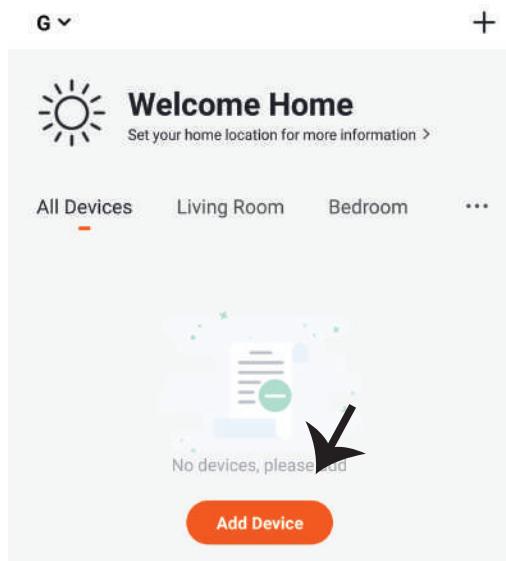 G
Welcome Home
Set your home location for more information >
All Devices Living Room Bedroom ...
No devices, please add
Add Device